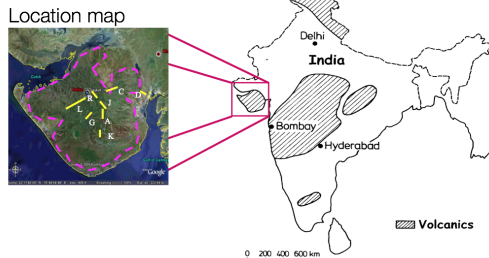 Location map
Delhi
India
C
D
R
J
L
G
A
K
Google
Bombay
Hyderabad
Volcanics
0 200 400 600 km